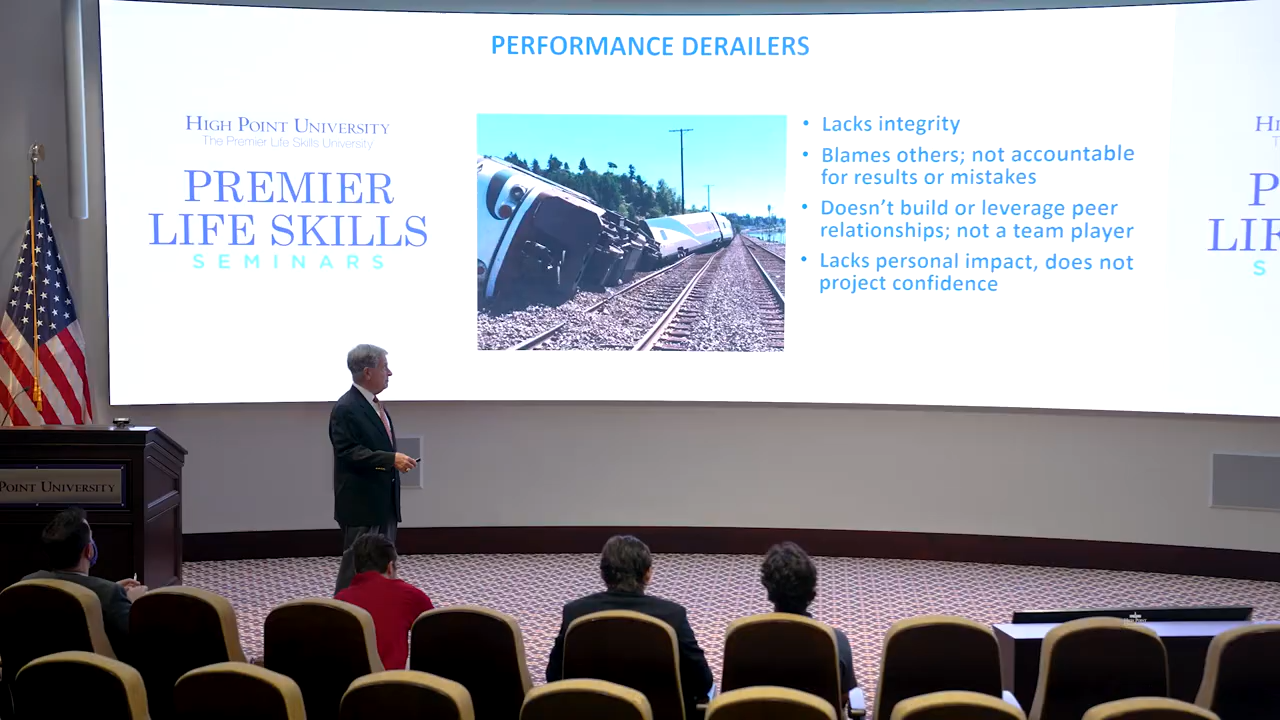 PERFORMANCE DERAILERS
HIGH POINT UNIVERSITY
The Premier Life Skills University
PREMIER
LIFE SKILLS
SEMINARS
• Lacks integrity
• Blames others; not accountable
for results or mistakes
• Doesn't build or leverage peer
relationships; not a team player
• Lacks personal impact, does not
project confidence
POINT UNIVERSITY
HIGH POINT